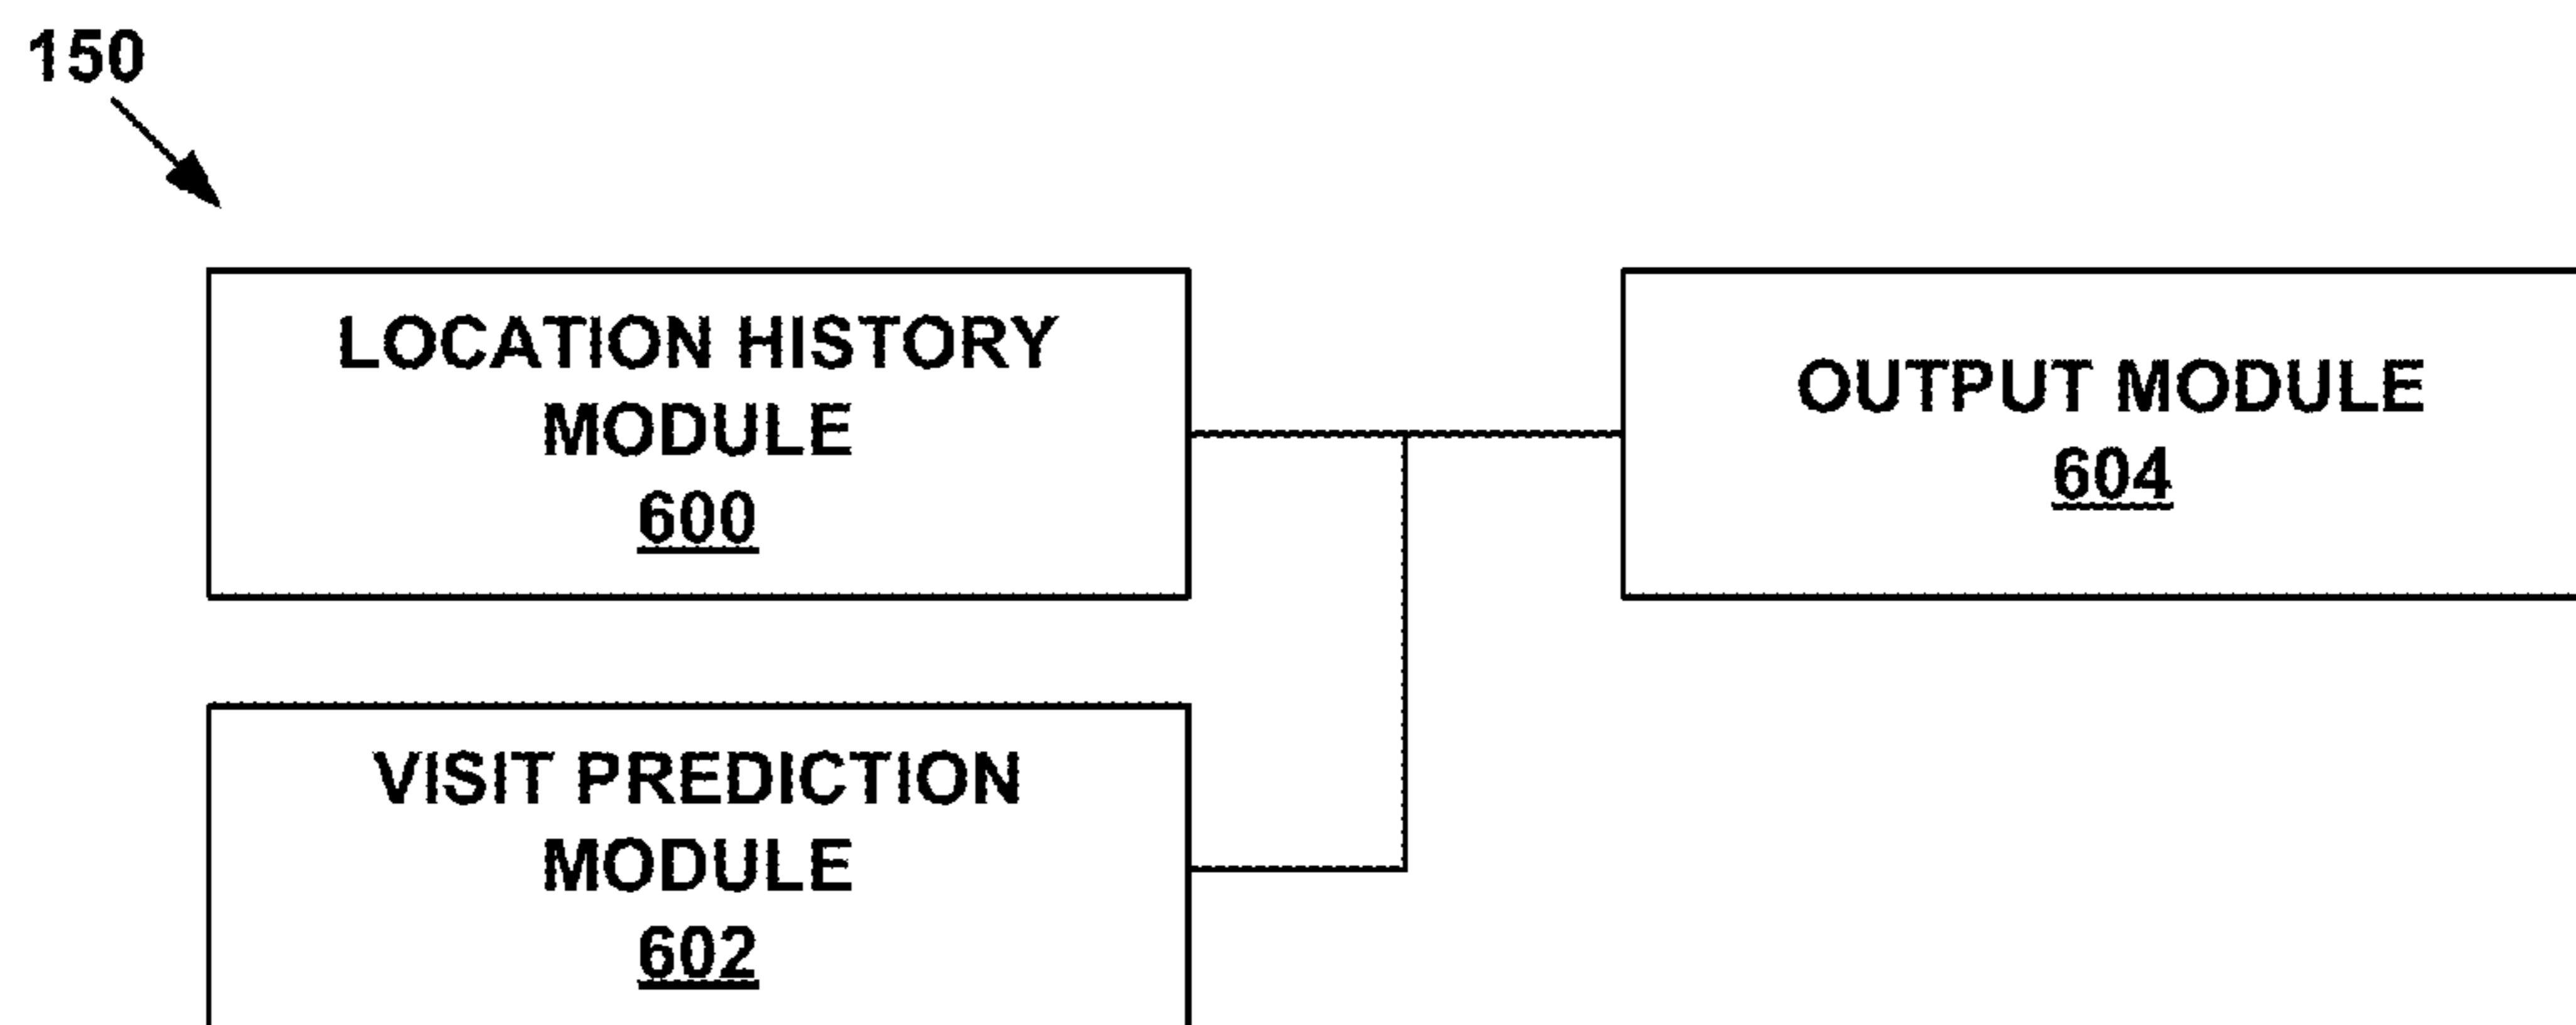 150
LOCATION HISTORY
MODULE
600
OUTPUT MODULE
604
VISIT PREDICTION
MODULE
602